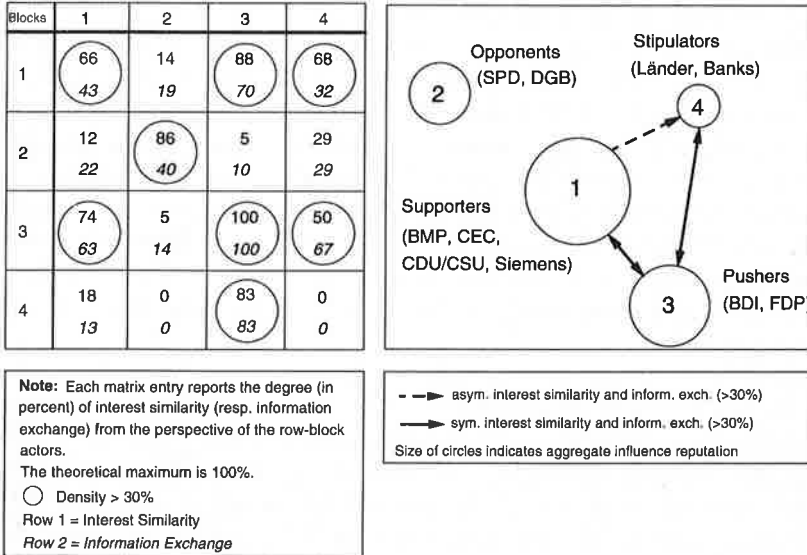 Blocks 1 2 3 4
1 66 14 88 68
43 19 70 32
2 12 86 5 29
22 40 10 29
3 74 5 100 50
63 14 100 67
4 18 0 83 0
13 0 83 0
Opponents
(SPD, DGB)
2
Stipulators
(Länder, Banks)
4
1
Supporters
(BMP, CEC,
CDU/CSU, Siemens)
3
Pushers
(BDI, FDP)
Note: Each matrix entry reports the degree (in
percent) of interest similarity (resp. information
exchange) from the perspective of the row-block
actors.
The theoretical maximum is 100%.
Density > 30%
Row 1 = Interest Similarity
Row 2 = Information Exchange
asym. interest similarity and inform. exch. (>30%)
sym. interest similarity and inform. exch. (>30%)
Size of circles indicates aggregate influence reputation